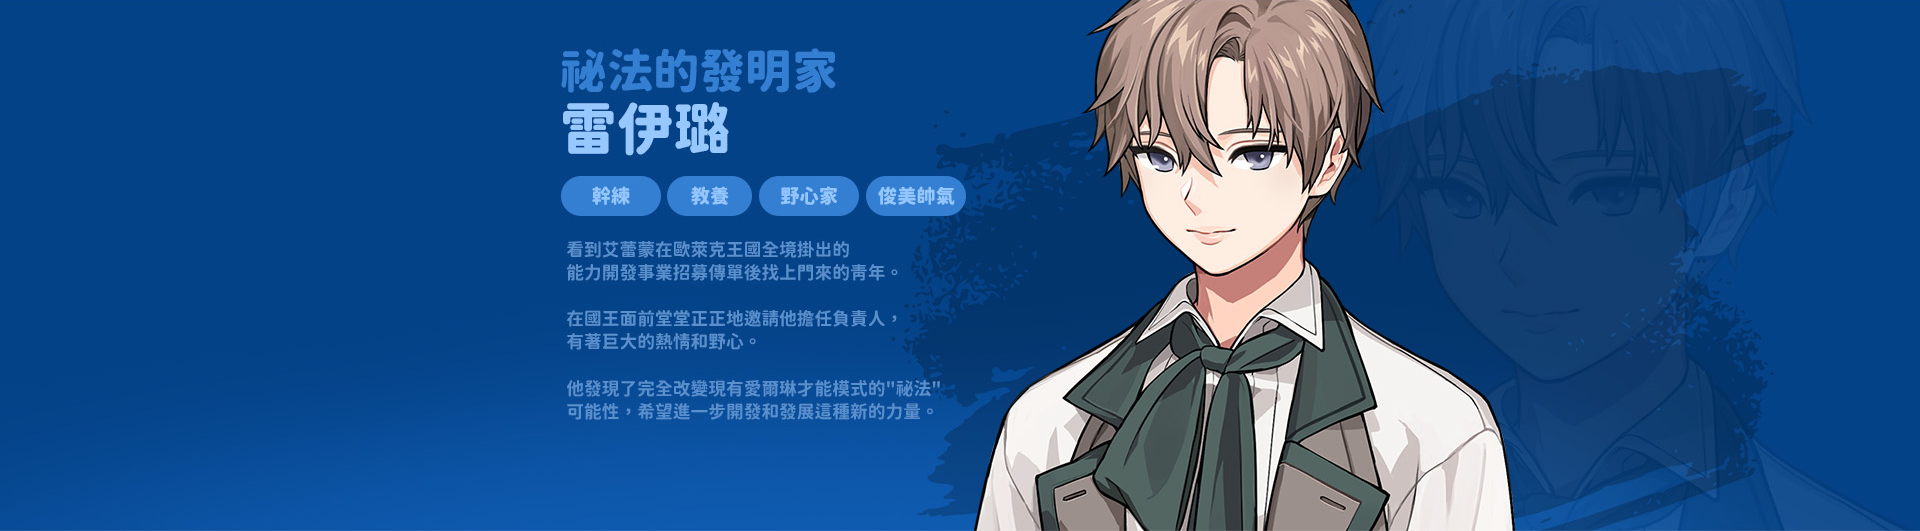 祕法的發明家
雷伊璐
幹練
教養
野心家
俊美帥氣
看到艾蕾蒙在歐萊克王國全境掛出的
能力開發事業招募傳單後找上門來的青年。
在國王面前堂堂正正地邀請他擔任負責人，
有著巨大的熱情和野心。
他發現了完全改變現有愛爾琳才能模式的"祕法"
可能性，希望進一步開發和發展這種新的力量。